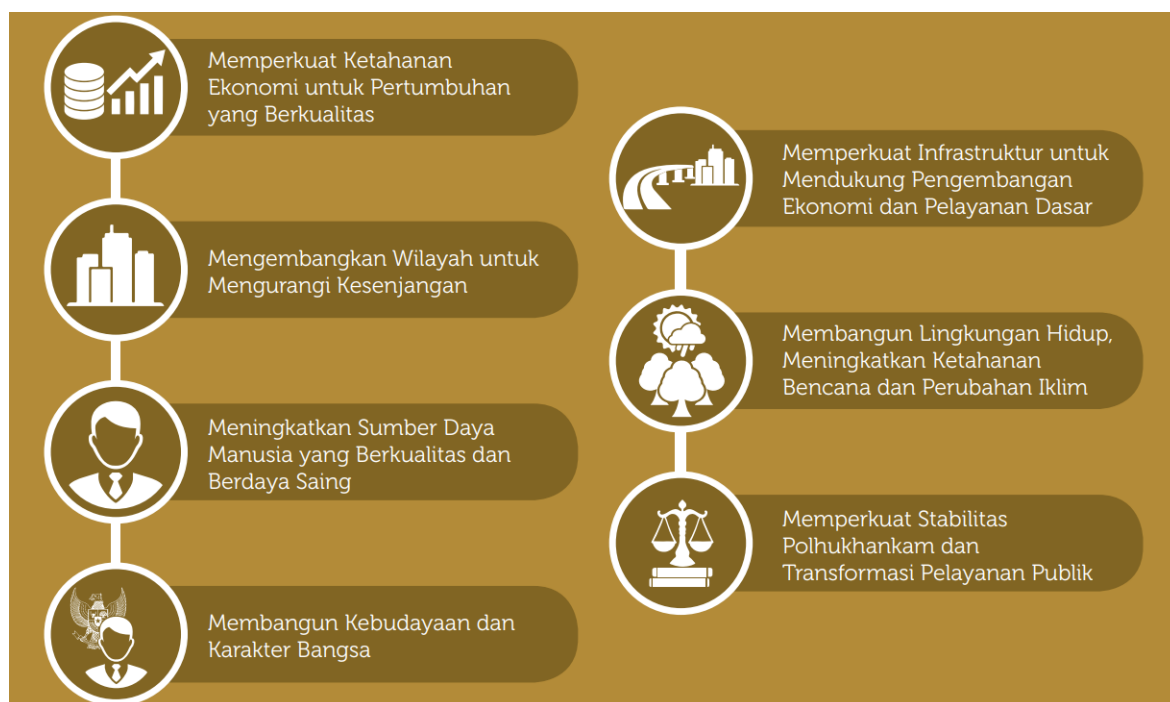 Memperkuat Ketahanan
Ekonomi untuk Pertumbuhan
yang Berkualitas
Mengembangkan Wilayah untuk
Mengurangi Kesenjangan
Meningkatkan Sumber Daya
Manusia yang Berkualitas dan
Berdaya Saing
Membangun Kebudayaan dan
Karakter Bangsa
Memperkuat Infrastruktur untuk
Mendukung Pengembangan
Ekonomi dan Pelayanan Dasar
Membangun Lingkungan Hidup,
Meningkatkan Ketahanan
Bencana dan Perubahan Iklim
Memperkuat Stabilitas
Polhukhankam dan
Transformasi Pelayanan Publik